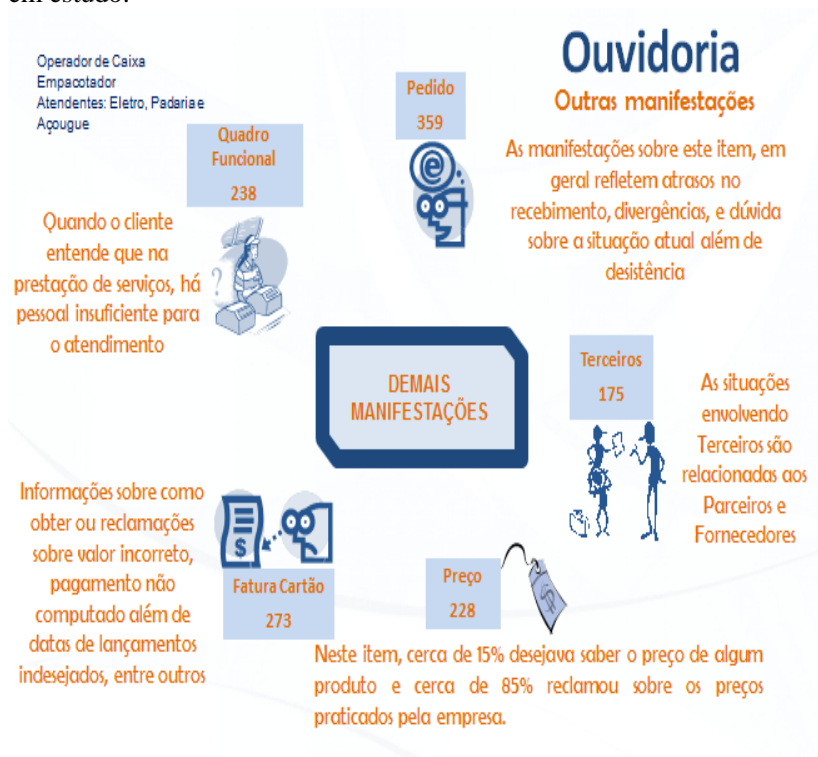 em estudo.
Ouvidoria
Outras manifestações
Operador de Caixa
Empacotador
Atendentes: Eletro, Padaria e
Açougue
Quadro
Funcional
238
Quando o cliente
entende que na
prestação de serviços, há
pessoal insuficiente para
o atendimento
Pedido
359
As manifestações sobre este item, em
geral refletem atrasos no
recebimento, divergências, e dúvida
sobre a situação atual além de
desistência
DEMAIS
MANIFESTAÇÕES
Terceiros
175
As situações
envolvendo
Terceiros são
relacionadas aos
Parceiros e
Fornecedores
Informações sobre como
obter ou reclamações
sobre valor incorreto,
pagamento não
computado além de
datas de lançamentos
indesejados, entre outros
Fatura Cartão
273
Preço
228
Neste item, cerca de 15% desejava saber o preço de algum
produto e cerca de 85% reclamou sobre os preços
praticados pela empresa.